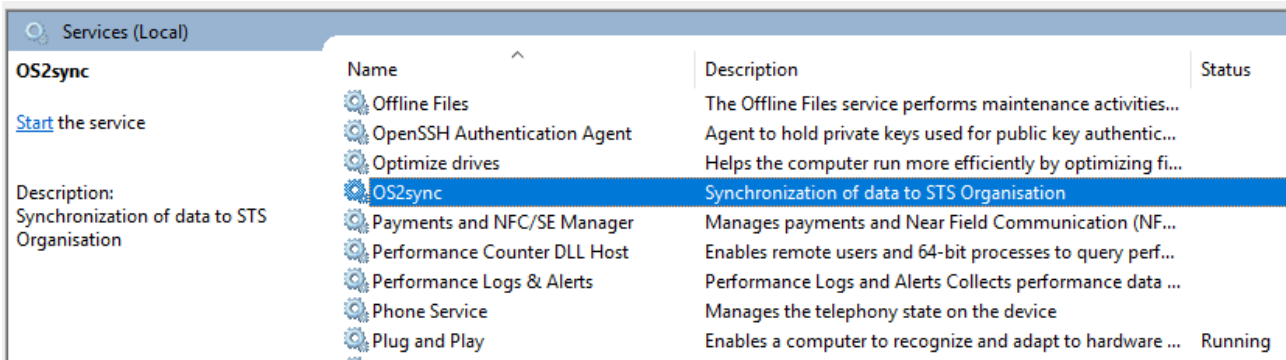 Services (Local)
OS2sync
Start the service
Description:
Synchronization of data to STS
Organisation
Name Description Status
Offline Files The Offline Files service performs maintenance activities...
OpenSSH Authentication Agent Agent to hold private keys used for public key authentic...
Optimize drives Helps the computer run more efficiently by optimizing fi...
OS2sync Synchronization of data to STS Organisation
Payments and NFC/SE Manager Manages payments and Near Field Communication (NF...
Performance Counter DLL Host Enables remote users and 64-bit processes to query perf...
Performance Logs & Alerts Performance Logs and Alerts Collects performance data ...
Phone Service Manages the telephony state on the device
Plug and Play Enables a computer to recognize and adapt to hardware ... Running